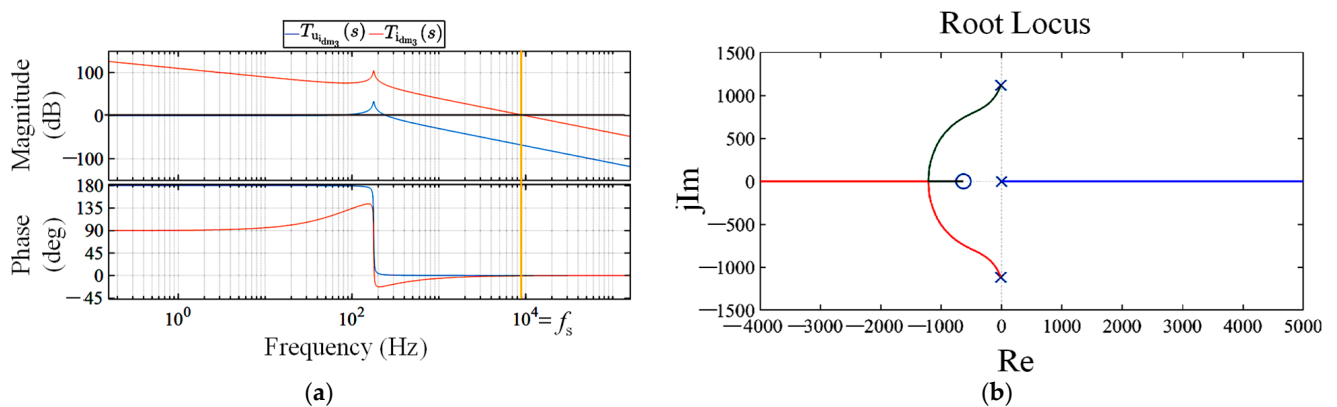 T_{u_{idm_3}}(s) T_{i_{dm_3}}(s)
Magnitude (dB)
100
0
−100
Phase (deg)
180
135
90
45
0
−45
10^0 10^2 10^4=f_s
Frequency (Hz)
(a)
Root Locus
jIm
1500
1000
500
0
−500
−1000
−1500
−4000 −3000 −2000 −1000 0 1000 2000 3000 4000 5000
Re
(b)